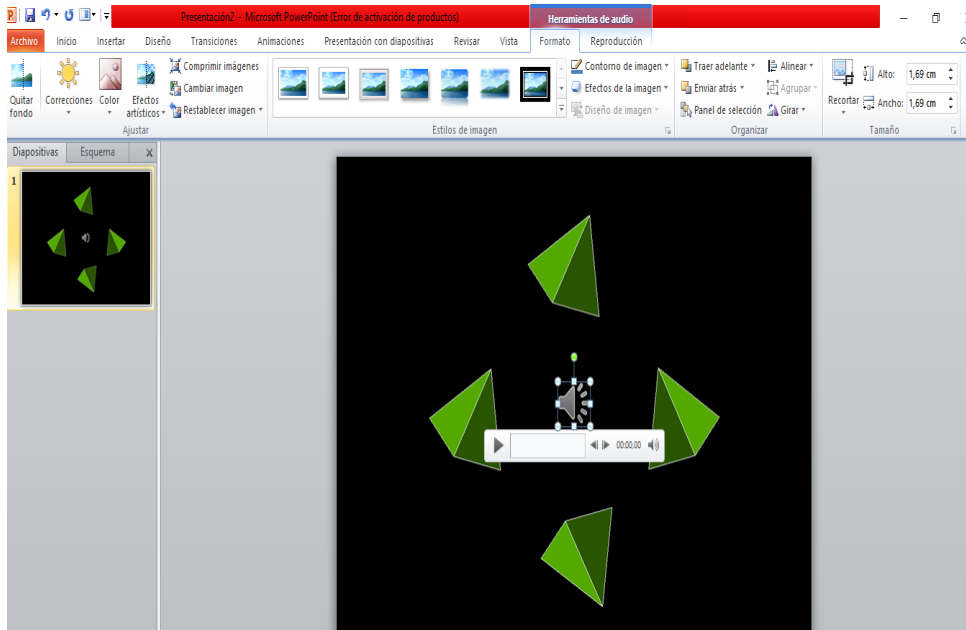 Presentación2 - Microsoft PowerPoint (Error de activación de productos)
Herramientas de audio
Archivo Inicio Insertar Diseño Transiciones Animaciones Presentación con diapositivas Revisar Vista Formato Reproducción
Quitar fondo
Correcciones
Color
Efectos artísticos
Comprimir imágenes
Cambiar imagen
Restablecer imagen
Ajustar
Estilos de imagen
Contorno de imagen
Efectos de la imagen
Diseño de imagen
Traer adelante
Enviar atrás
Panel de selección
Alinear
Agrupar
Girar
Organizar
Recortar
Alto: 1,69 cm
Ancho: 1,69 cm
Tamaño
Diapositivas Esquema X
1
00:00,00